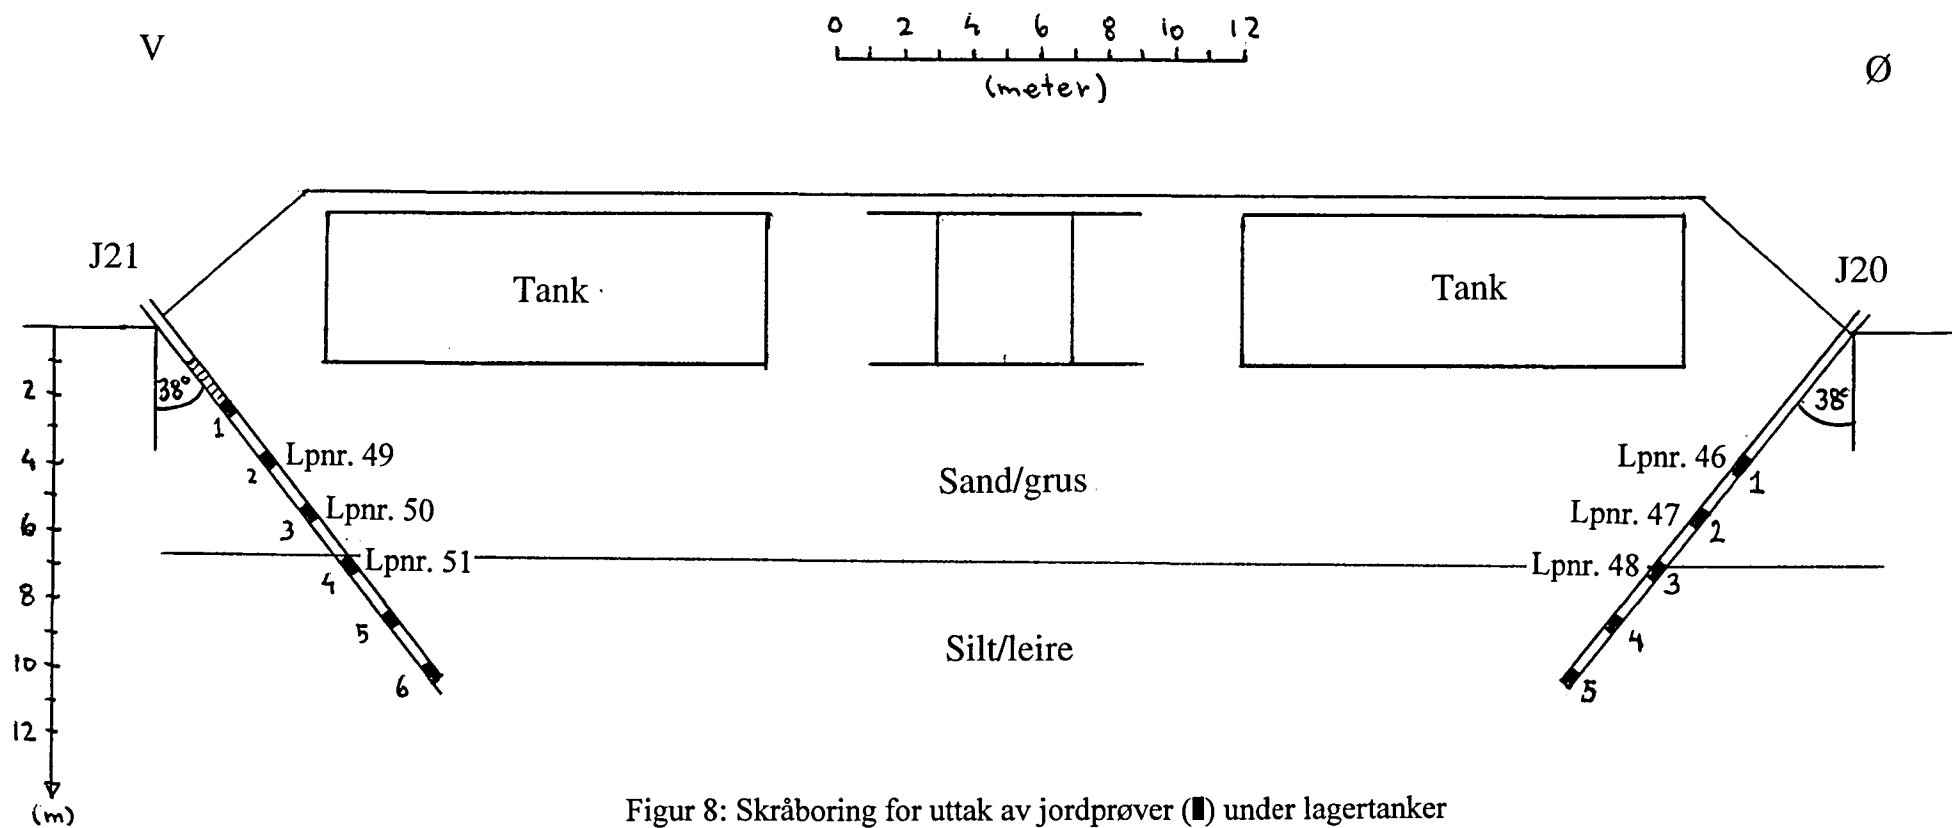 V
0 2 4 6 8 10 12
(meter)
Ø
J21
J20
Tank
Tank
38°
38°
2
4
6
8
10
12
(m)
1
2
3
4
5
6
Lpnr. 49
Lpnr. 50
Lpnr. 51
Sand/grus
Silt/leire
Lpnr. 46
Lpnr. 47
Lpnr. 48
1
2
3
4
5
Figur 8: Skråboring for uttak av jordprøver (▮) under lagertanker